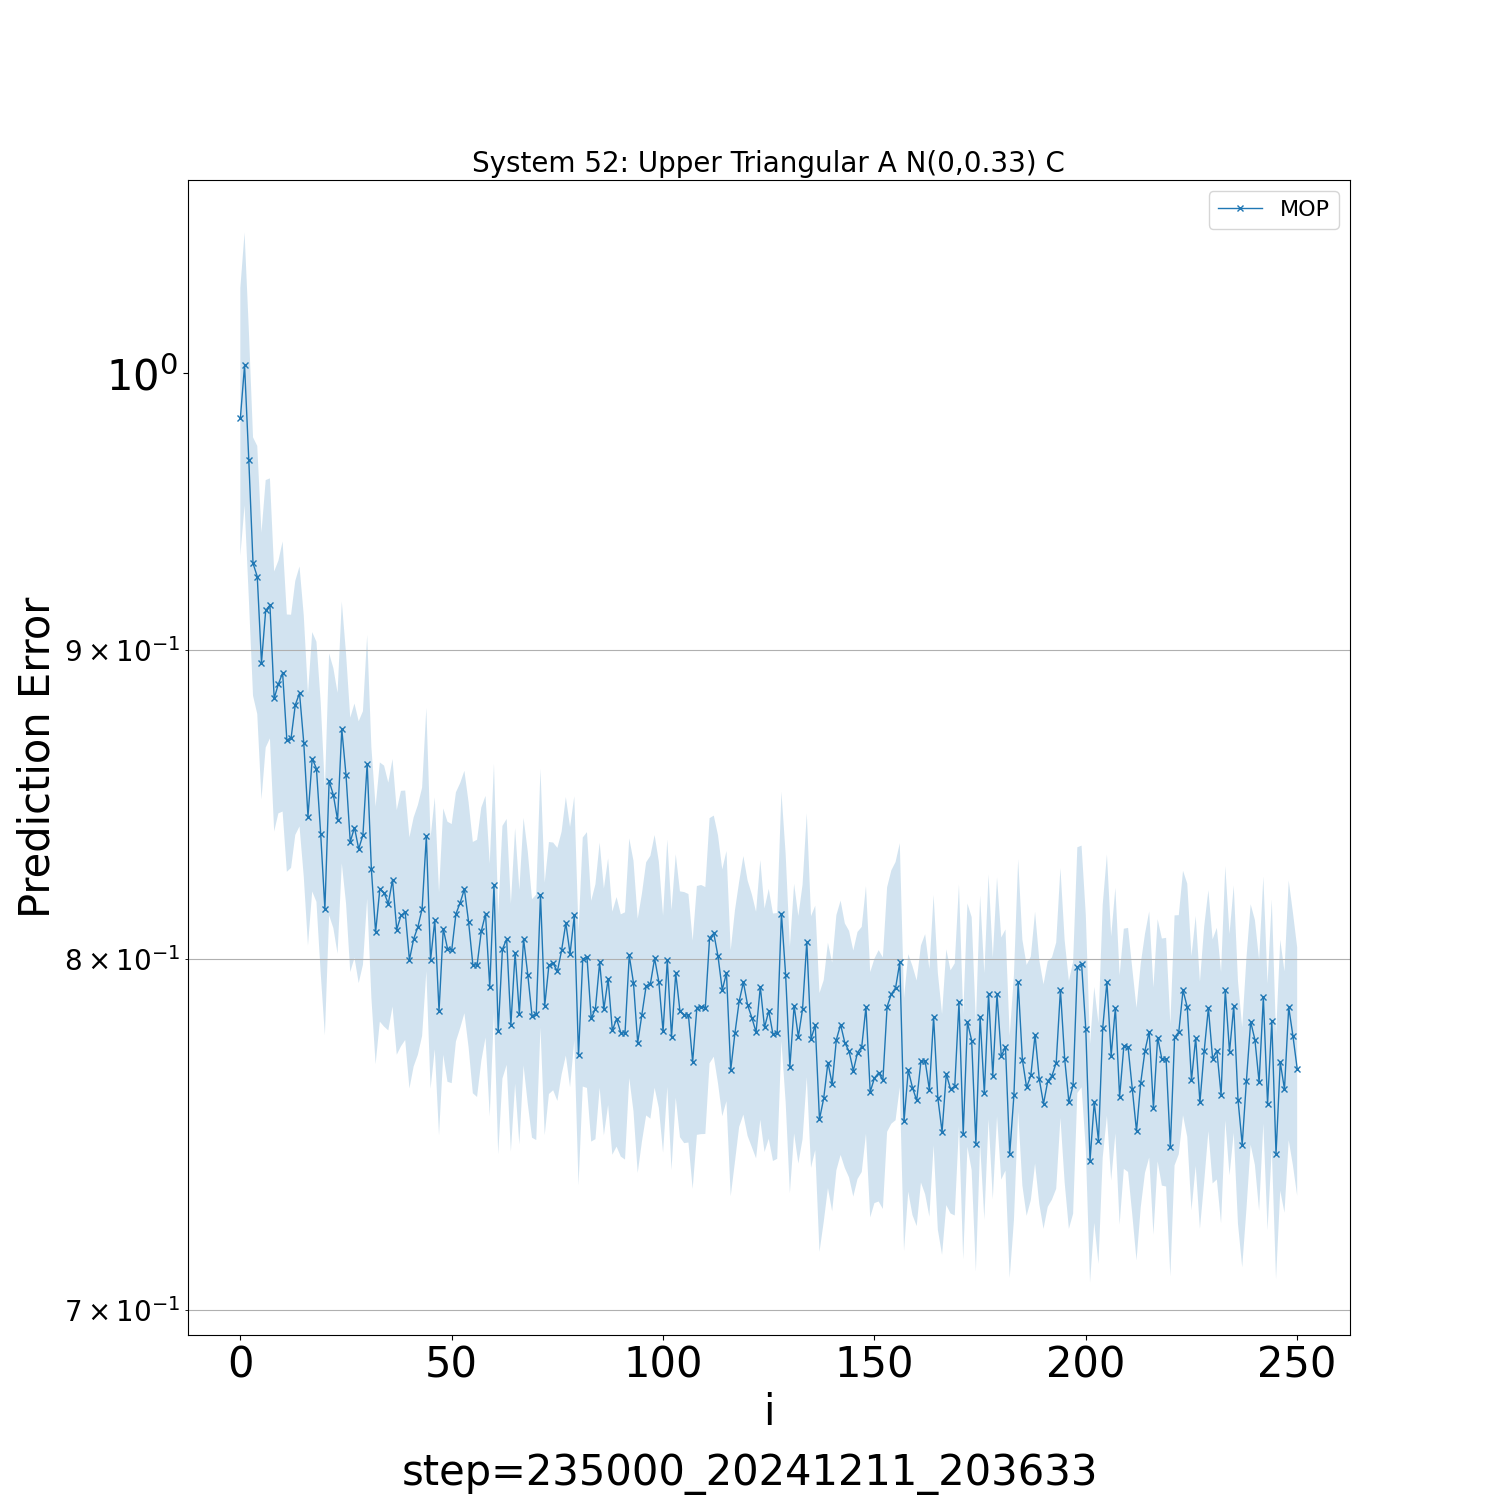 System 52: Upper Triangular A N(0,0.33) C
MOP
10⁰
9 × 10⁻¹
8 × 10⁻¹
7 × 10⁻¹
Prediction Error
0 50 100 150 200 250
i
step=235000_20241211_203633